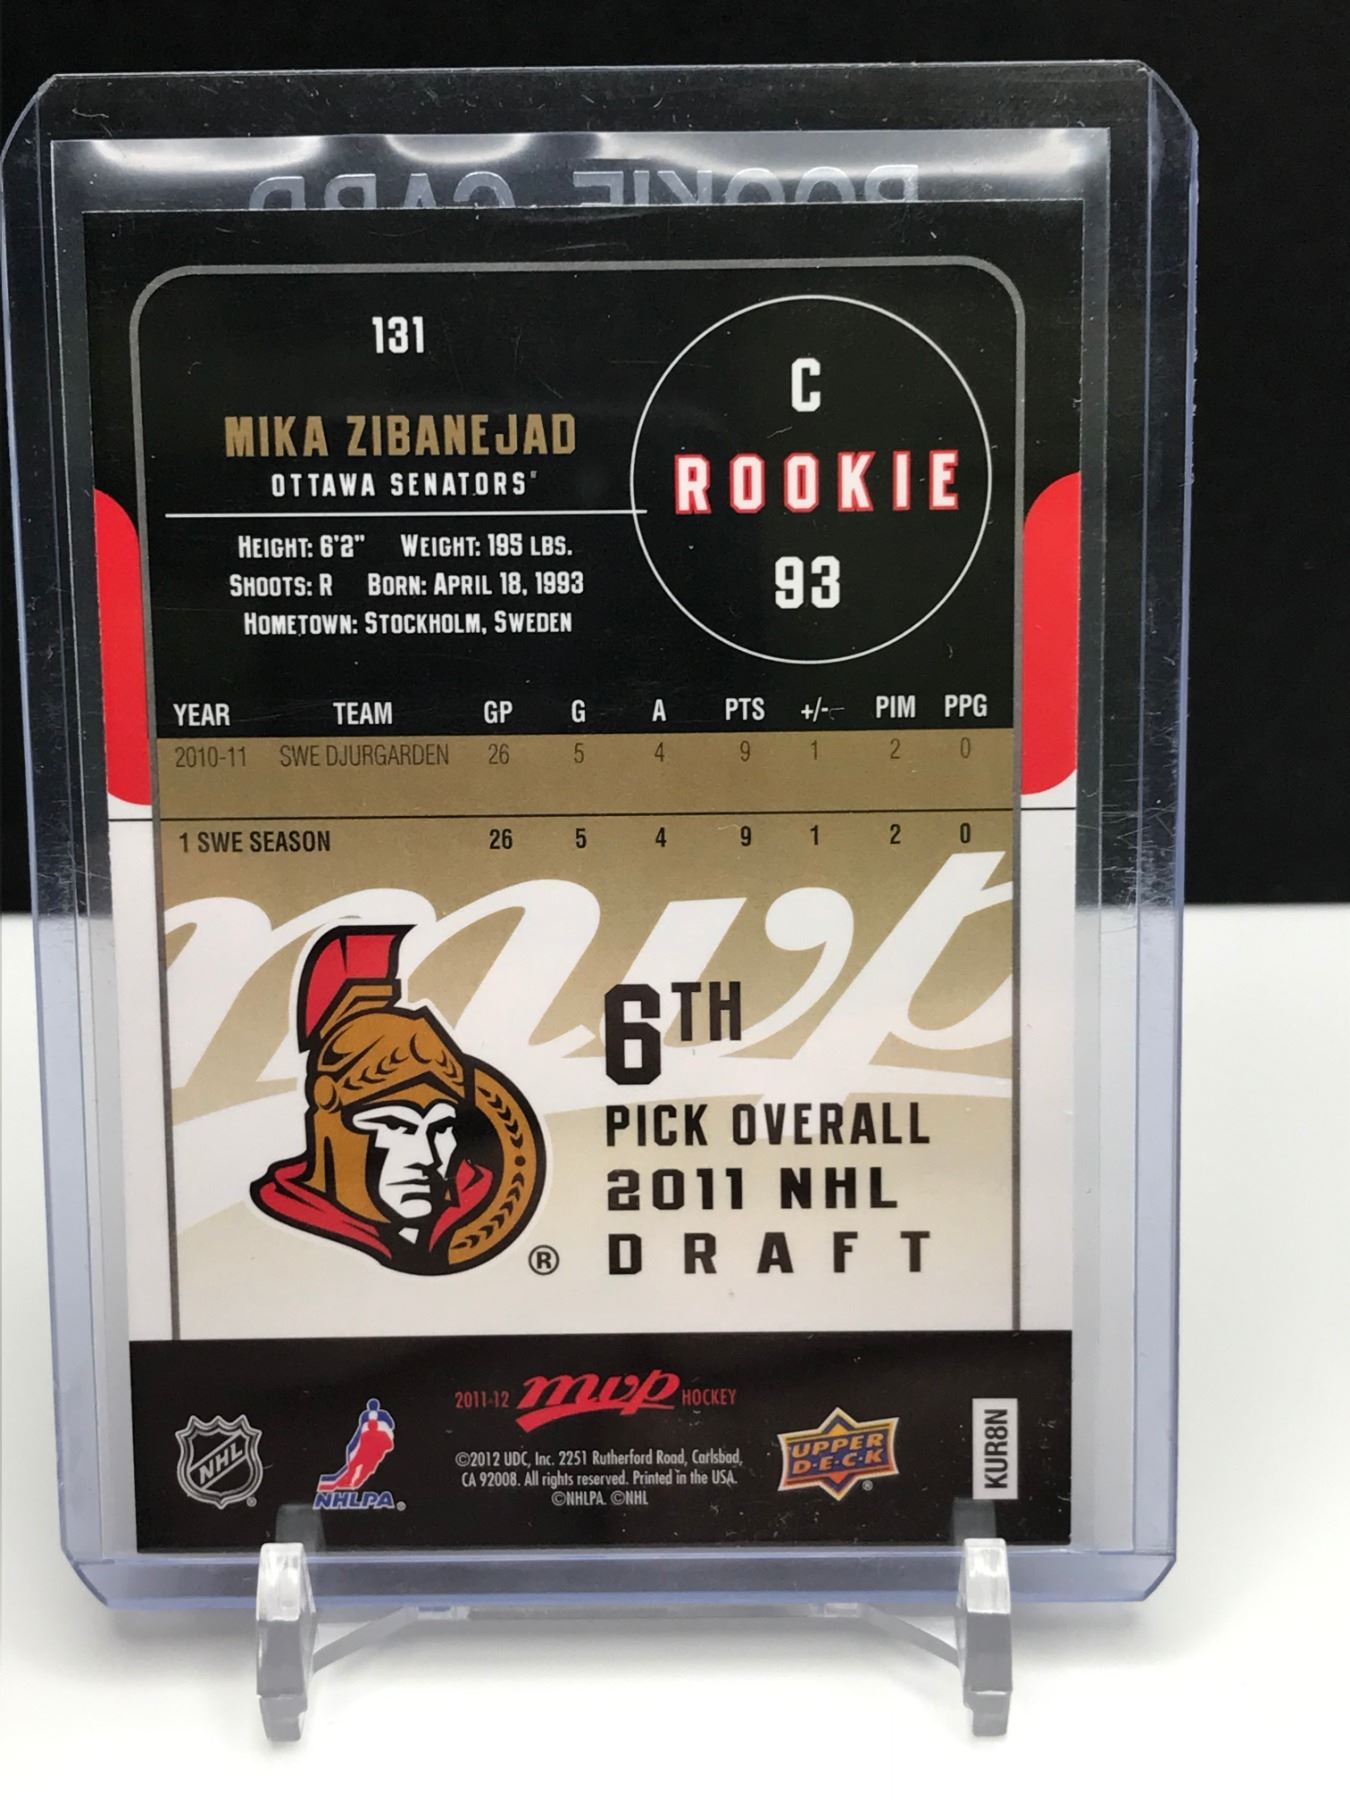 ROOKIE CARD
131
C
ROOKIE
93
MIKA ZIBANEJAD
OTTAWA SENATORS
HEIGHT: 6'2" WEIGHT: 195 LBS.
SHOOTS: R BORN: APRIL 18, 1993
HOMETOWN: STOCKHOLM, SWEDEN
YEAR TEAM GP G A PTS +/- PIM PPG
2010-11 SWE DJURGARDEN 26 5 4 9 1 2 0
1 SWE SEASON 26 5 4 9 1 2 0
mvp
6TH
PICK OVERALL
2011 NHL
DRAFT
®
2011-12 mvp HOCKEY
NHL ®
NHLPA ®
©2012 UDC, Inc. 2251 Rutherford Road, Carlsbad,
CA 92008. All rights reserved. Printed in the USA.
©NHLPA ©NHL
UPPER
D·E·C·K ®
KUR8N